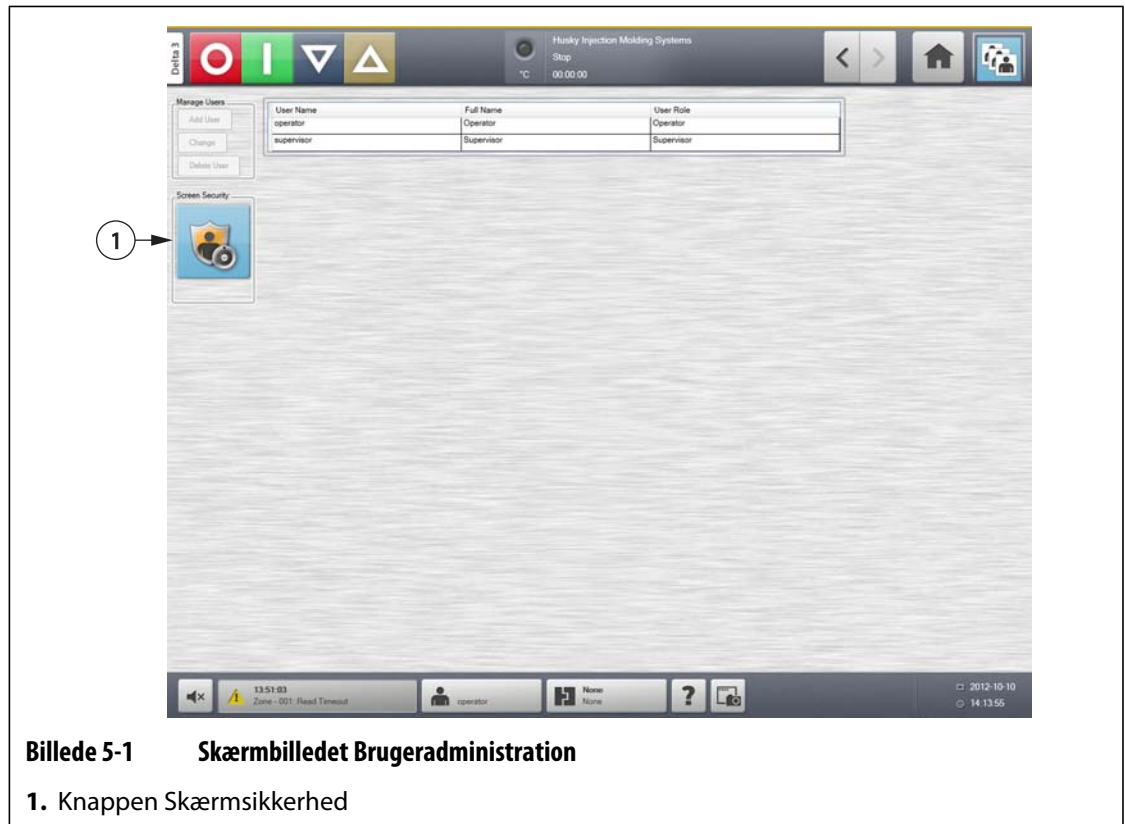 Delta 3
Husky Injection Molding Systems
Stop
°C 00:00:00
Manage Users
Add User
Change
Delete User
User Name Full Name User Role
operator Operator Operator
supervisor Supervisor Supervisor
Screen Security
1
13:51:03
Zone - 001: Read Timeout
operator
None
None
?
2012-10-10
14:13:55
Billede 5-1 Skærmbilledet Brugeradministration
1. Knappen Skærmsikkerhed